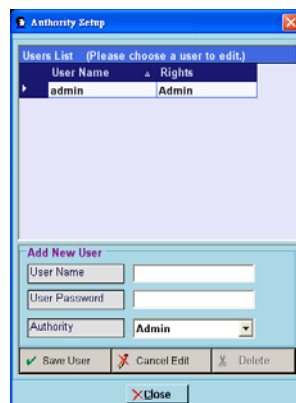 Authority Setup
Users List (Please choose a user to edit.)
User Name Rights
admin Admin
Add New User
User Name
User Password
Authority Admin
Save User Cancel Edit Delete
Close